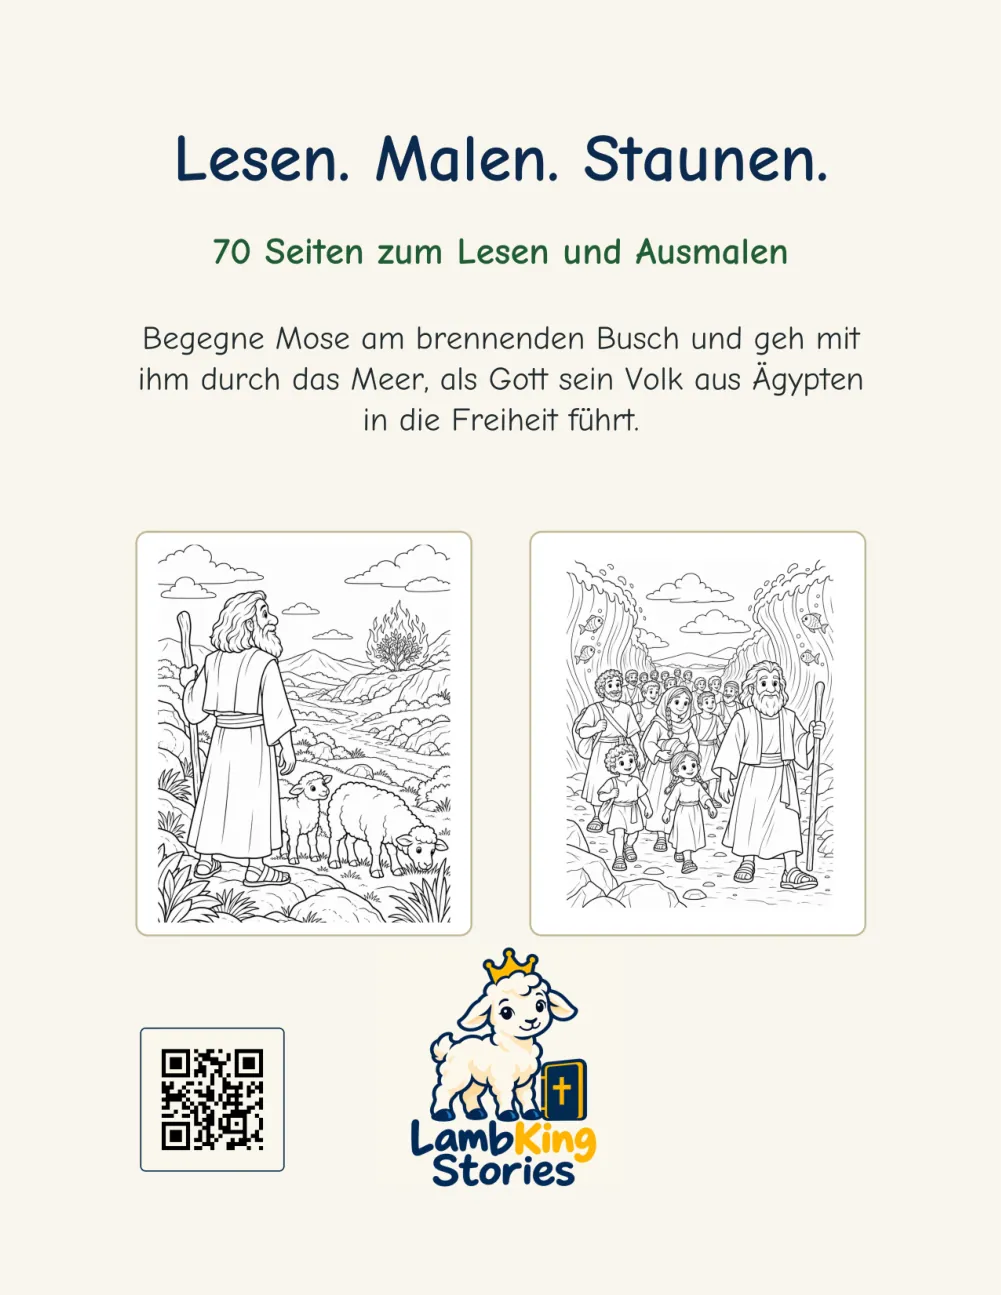 Lesen. Malen. Staunen.
70 Seiten zum Lesen und Ausmalen
Begegne Mose am brennenden Busch und geh mit
ihm durch das Meer, als Gott sein Volk aus Ägypten
in die Freiheit führt.
LambKing
Stories